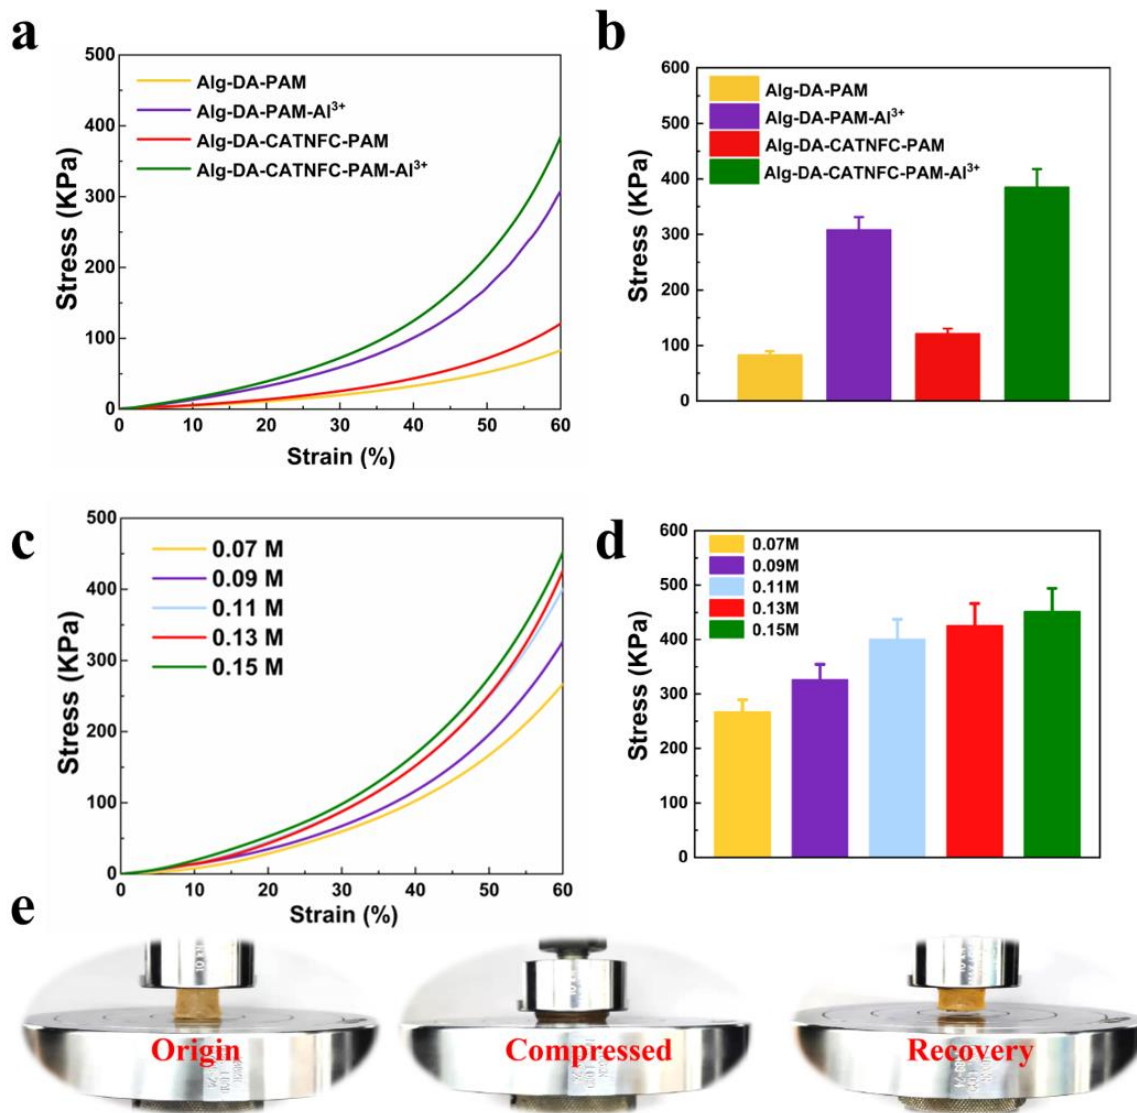 a
500
400
300
200
100
0
Stress (KPa)
Alg-DA-PAM
Alg-DA-PAM-Al³⁺
Alg-DA-CATNFC-PAM
Alg-DA-CATNFC-PAM-Al³⁺
0 10 20 30 40 50 60
Strain (%)
b
600
500
400
300
200
100
0
Stress (KPa)
Alg-DA-PAM
Alg-DA-PAM-Al³⁺
Alg-DA-CATNFC-PAM
Alg-DA-CATNFC-PAM-Al³⁺
c
500
400
300
200
100
0
Stress (KPa)
0.07 M
0.09 M
0.11 M
0.13 M
0.15 M
0 10 20 30 40 50 60
Strain (%)
d
600
500
400
300
200
100
0
Stress (KPa)
0.07M
0.09M
0.11M
0.13M
0.15M
e
Origin
Compressed
Recovery